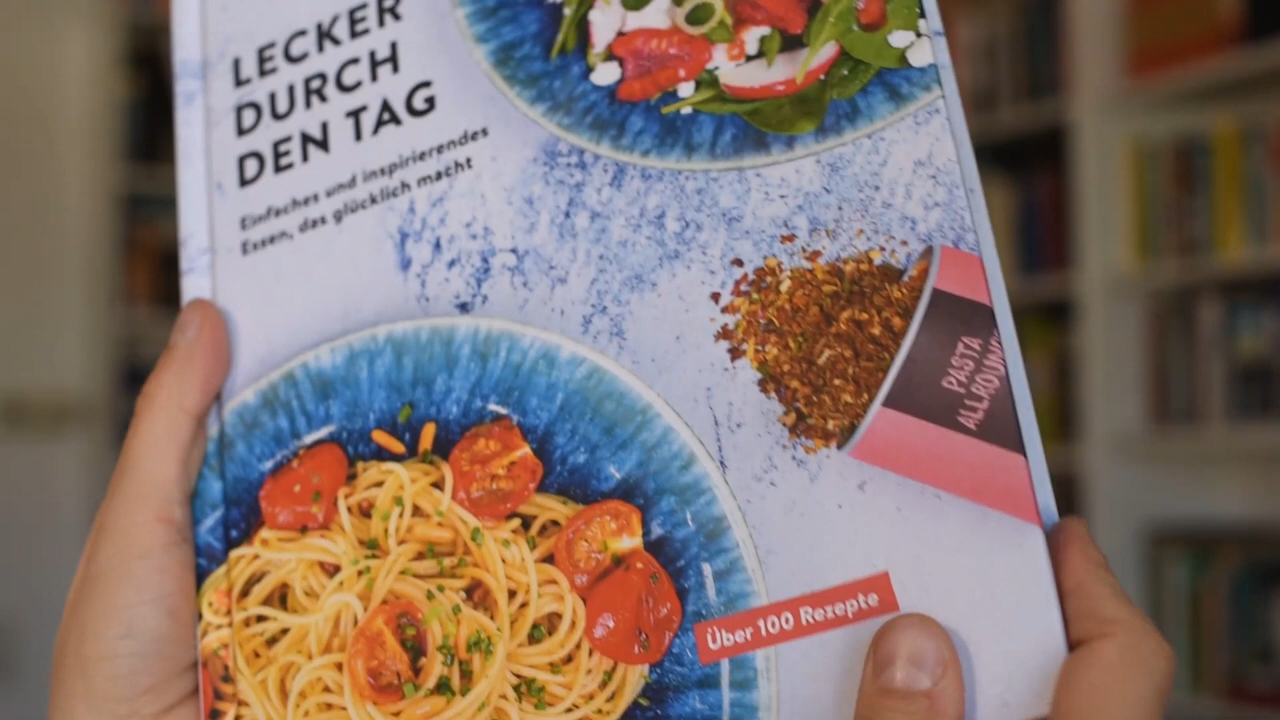 LECKER
DURCH
DEN TAG
Einfaches und inspirierendes
Essen, das glücklich macht
PASTA
ALLROUND
Über 100 Rezepte